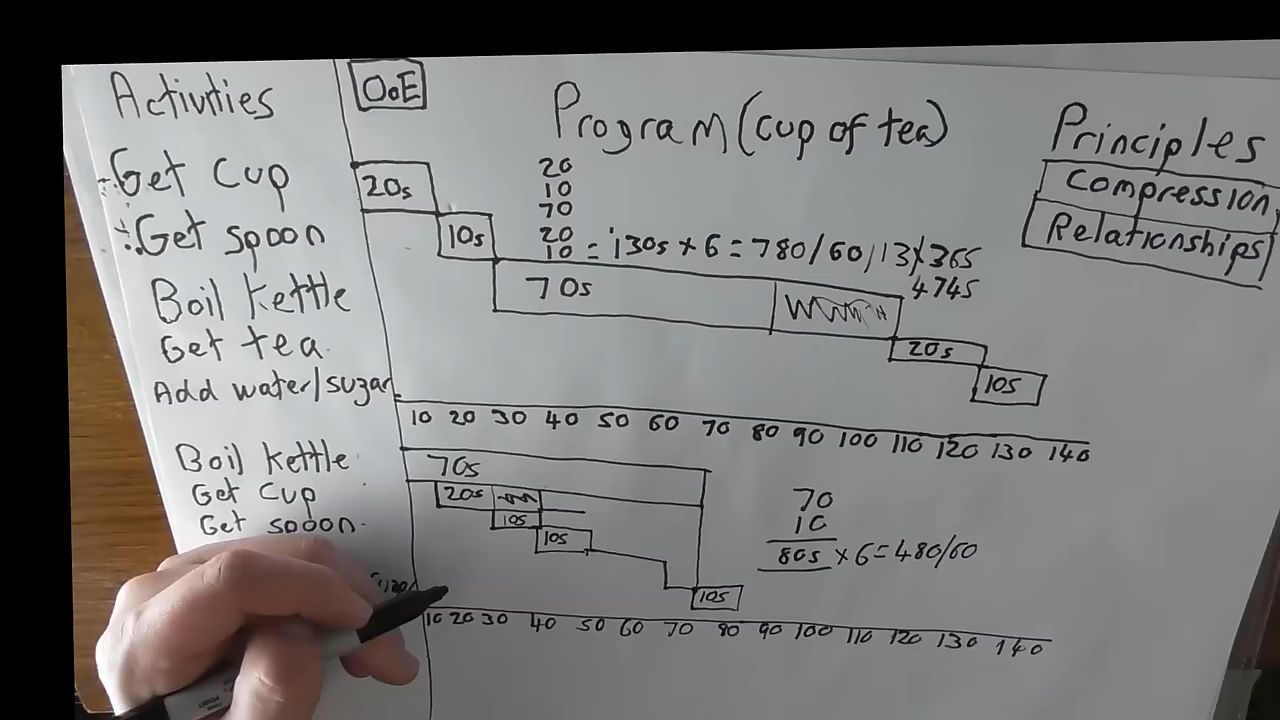 Activties
OoE
Program (cup of tea)
Principles
Compression
Relationships
Get Cup
Get spoon
Boil Kettle
Get tea
Add water/sugar
20s
10s
70s
20s
10s
20
10
70
20
10 = 130s x 6 = 780/60, 13 x 365
4745
10 20 30 40 50 60 70 80 90 100 110 120 130 140
Boil Kettle
Get Cup
Get spoon
70s
20s
10s
10s
10s
70
10
80s x 6 = 480/60
10 20 30 40 50 60 70 80 90 100 110 120 130 140